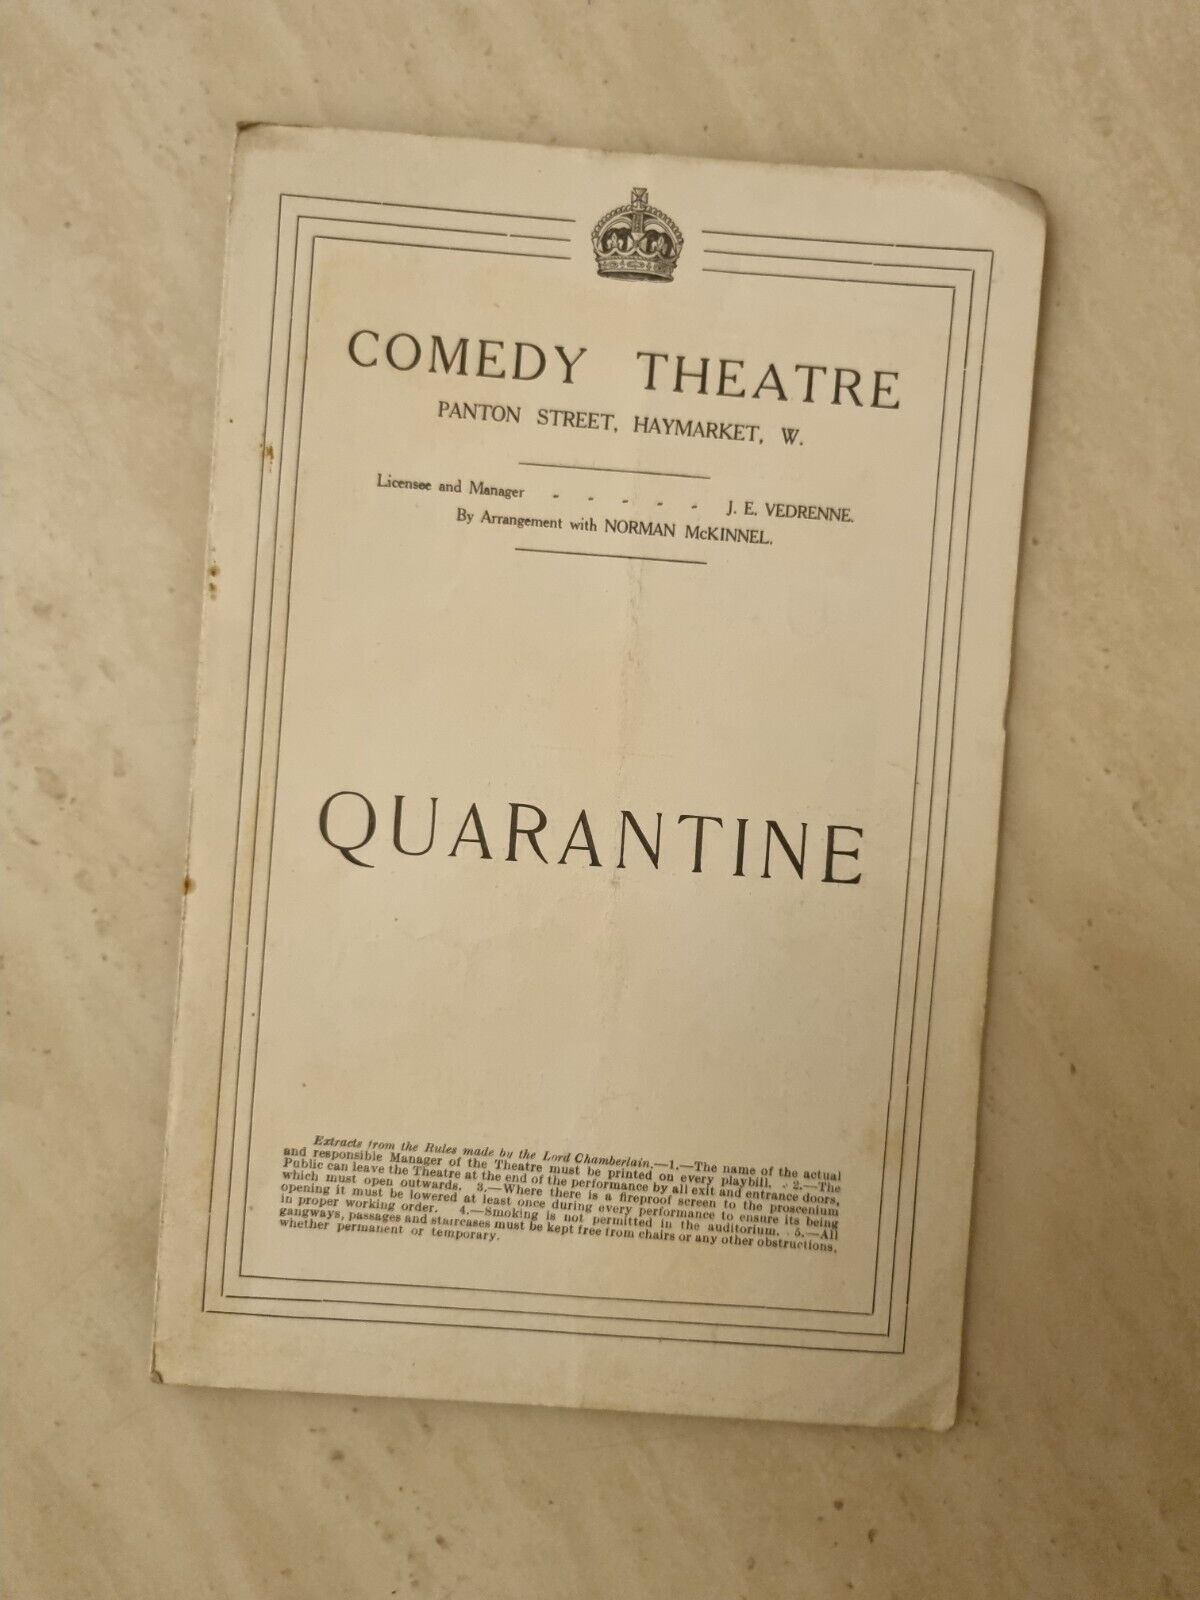 COMEDY THEATRE
PANTON STREET, HAYMARKET, W.
Licensee and Manager - - - - - J. E. VEDRENNE.
By Arrangement with NORMAN McKINNEL.
QUARANTINE
Extracts from the Rules made by the Lord Chamberlain.—1.—The name of the actual
and responsible Manager of the Theatre must be printed on every playbill. 2.—The
Public can leave the Theatre at the end of the performance by all exit and entrance doors,
which must open outwards. 3.—Where there is a fireproof screen to the proscenium
opening it must be lowered at least once during every performance to ensure its being
in proper working order. 4.—Smoking is not permitted in the auditorium. 5.—All
gangways, passages and staircases must be kept free from chairs or any other obstructions,
whether permanent or temporary.